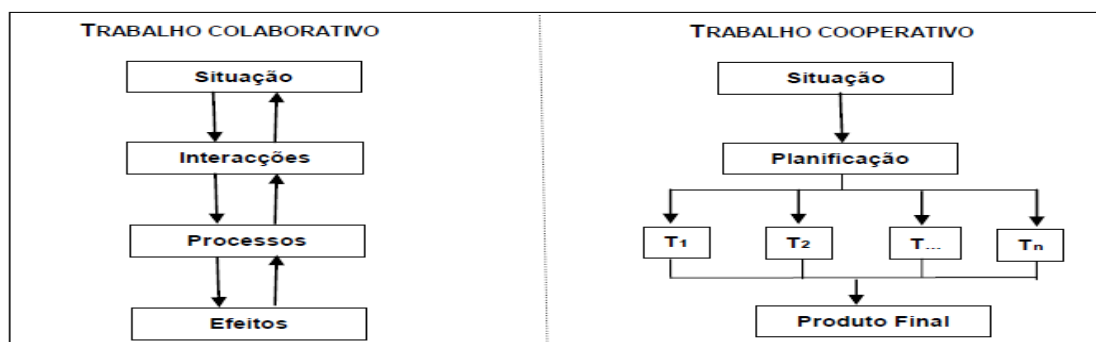 TRABALHO COLABORATIVO
Situação
Interacções
Processos
Efeitos
TRABALHO COOPERATIVO
Situação
Planificação
T1 T2 T... Tn
Produto Final